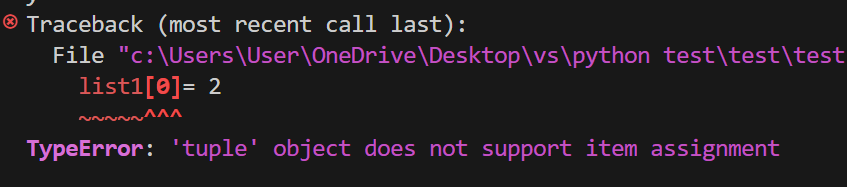 Traceback (most recent call last):
File "c:\Users\User\OneDrive\Desktop\vs\python test\test\test
list1[0]= 2
~~~~~^^^
TypeError: 'tuple' object does not support item assignment